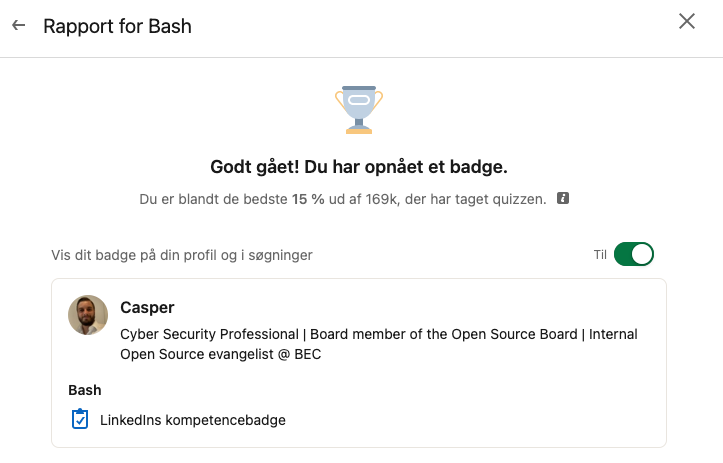 Rapport for Bash
Godt gået! Du har opnået et badge.
Du er blandt de bedste 15 % ud af 169k, der har taget quizzen.
Vis dit badge på din profil og i søgninger
Til
Casper
Cyber Security Professional | Board member of the Open Source Board | Internal
Open Source evangelist @ BEC
Bash
LinkedIns kompetencebadge